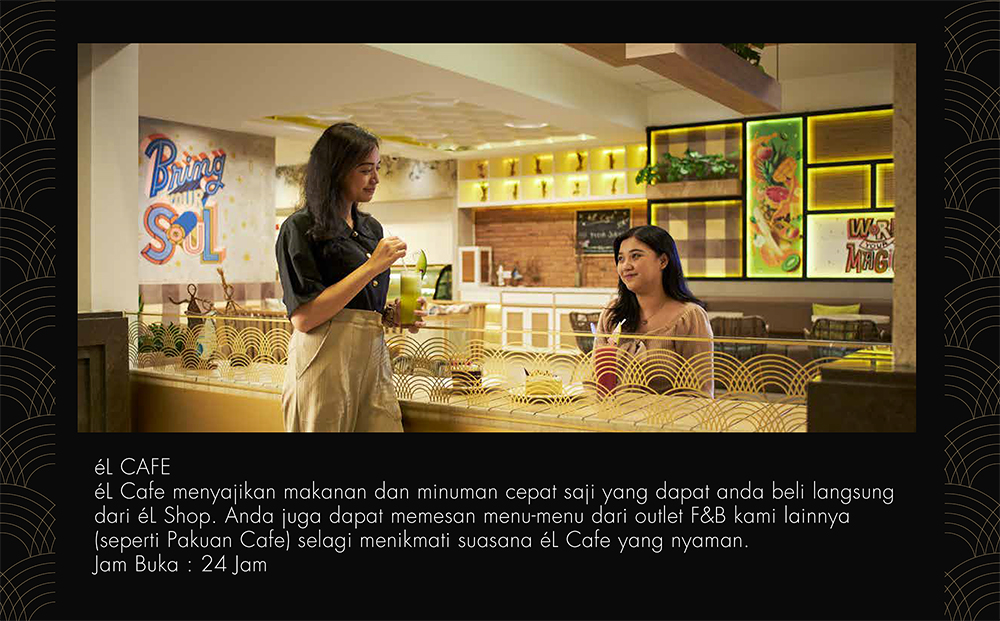 Bring
your
SOUL
éL Cafe
WORK
YOUR
MAGIC
éL CAFE
éL Cafe menyajikan makanan dan minuman cepat saji yang dapat anda beli langsung
dari éL Shop. Anda juga dapat memesan menu-menu dari outlet F&B kami lainnya
(seperti Pakuan Cafe) selagi menikmati suasana éL Cafe yang nyaman.
Jam Buka : 24 Jam